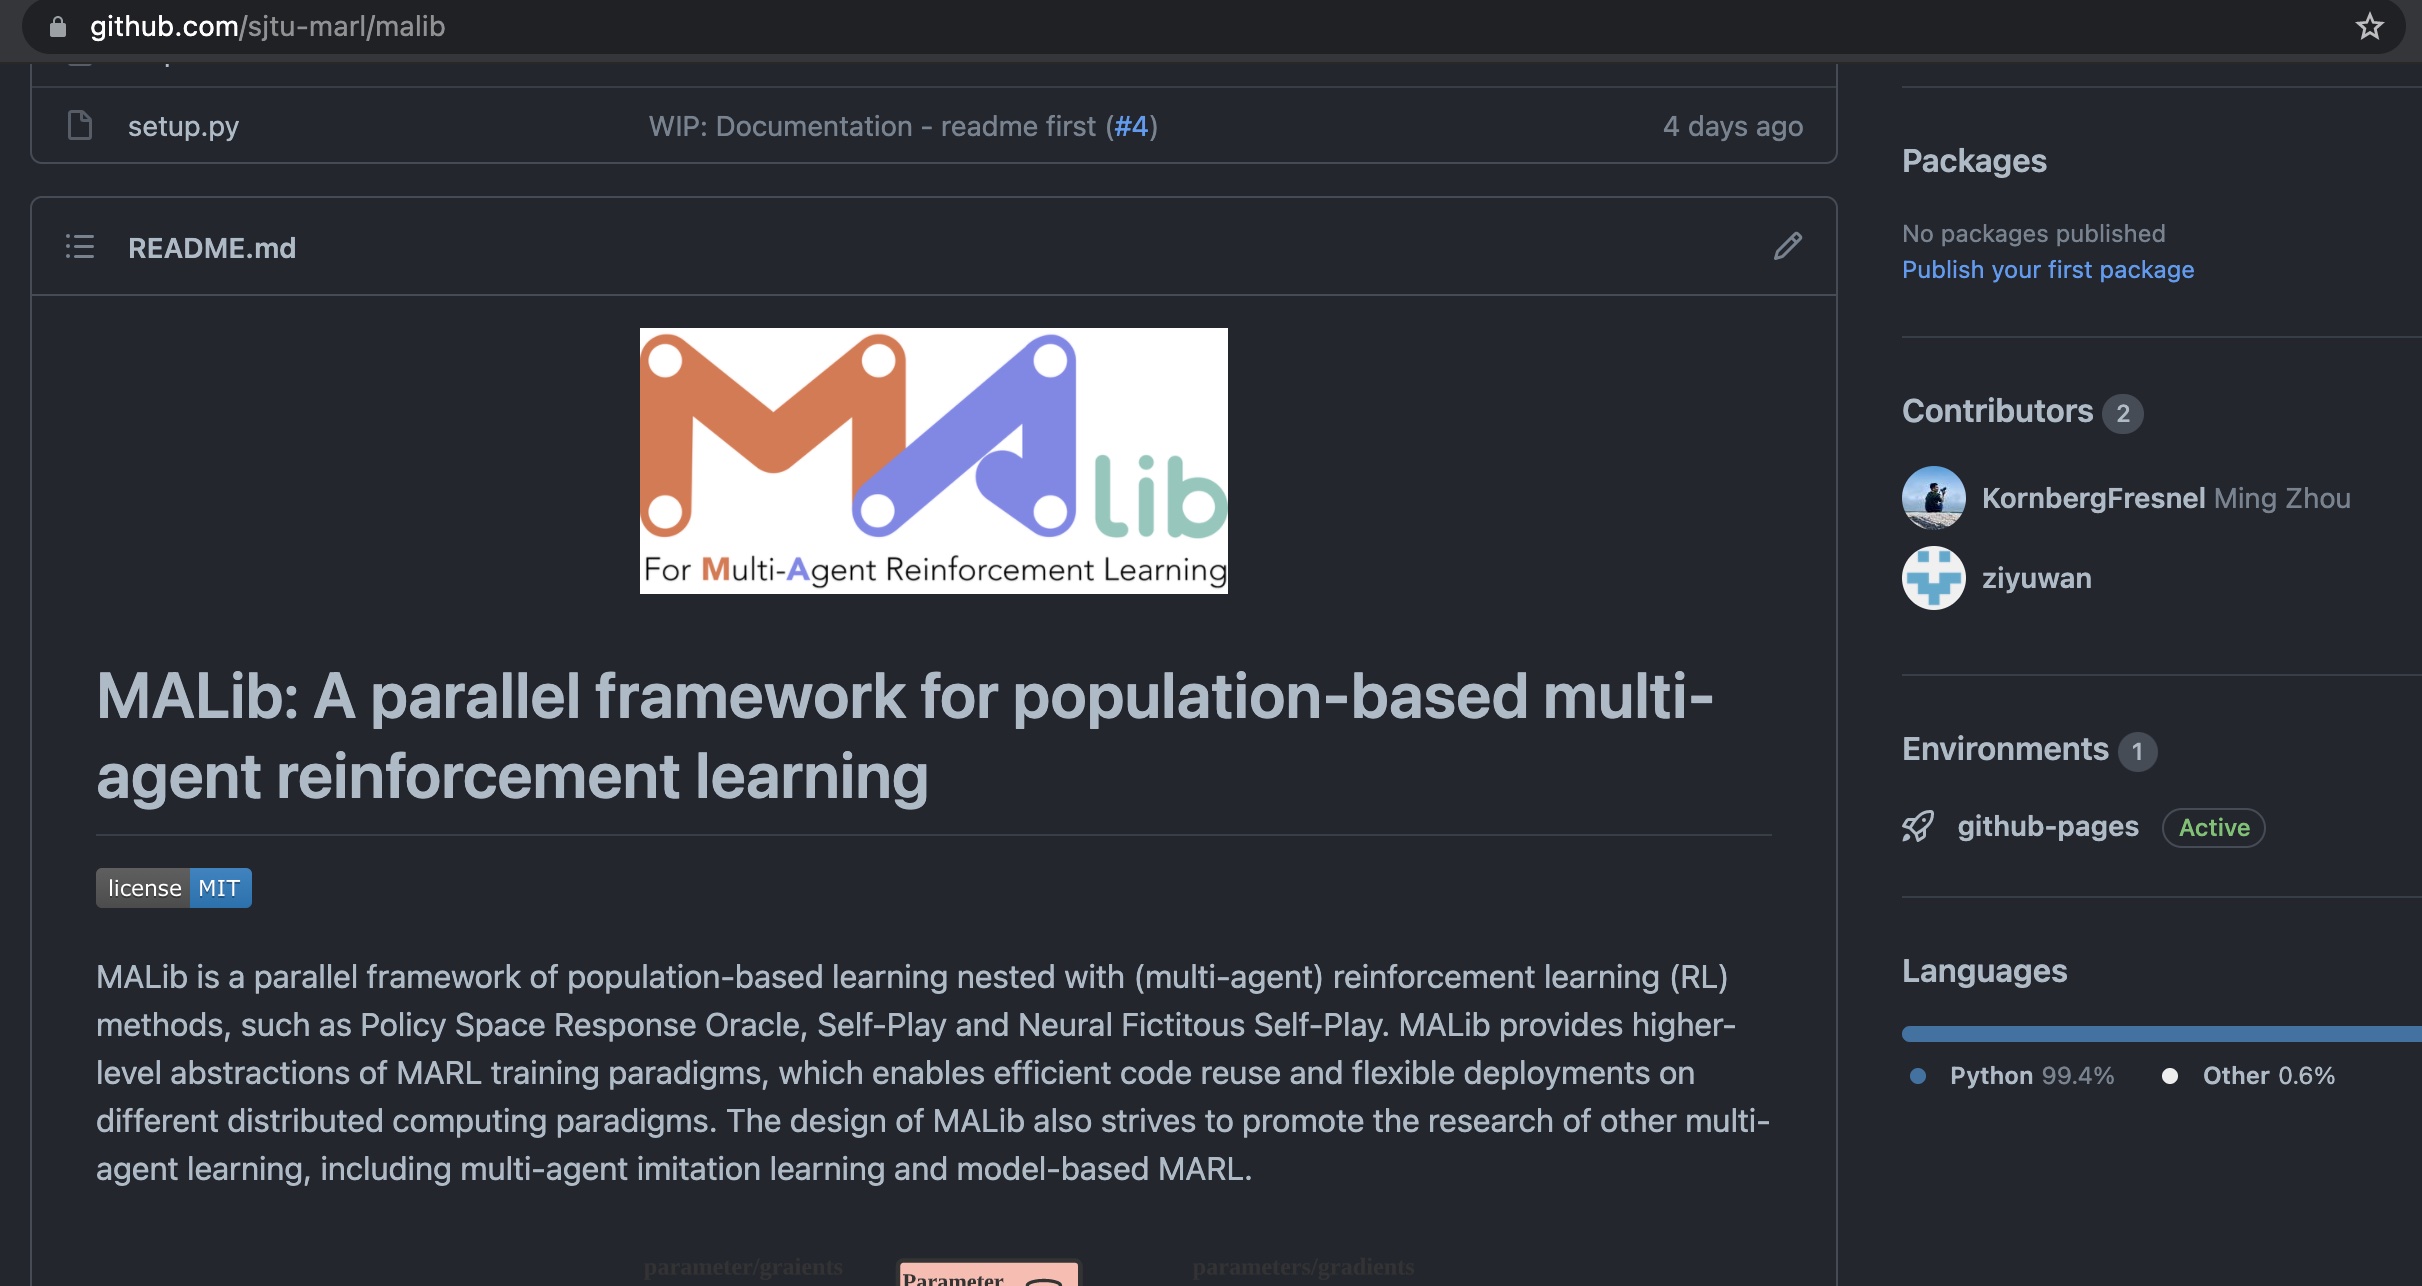 github.com/sjtu-marl/malib
setup.py
WIP: Documentation - readme first (#4)
4 days ago
README.md
MAlib
For Multi-Agent Reinforcement Learning
MALib: A parallel framework for population-based multi-
agent reinforcement learning
license MIT
MALib is a parallel framework of population-based learning nested with (multi-agent) reinforcement learning (RL)
methods, such as Policy Space Response Oracle, Self-Play and Neural Fictitous Self-Play. MALib provides higher-
level abstractions of MARL training paradigms, which enables efficient code reuse and flexible deployments on
different distributed computing paradigms. The design of MALib also strives to promote the research of other multi-
agent learning, including multi-agent imitation learning and model-based MARL.
parameter/graients
Parameter
parameters/gradients
Packages
No packages published
Publish your first package
Contributors 2
KornbergFresnel Ming Zhou
ziyuwan
Environments 1
github-pages Active
Languages
Python 99.4% Other 0.6%